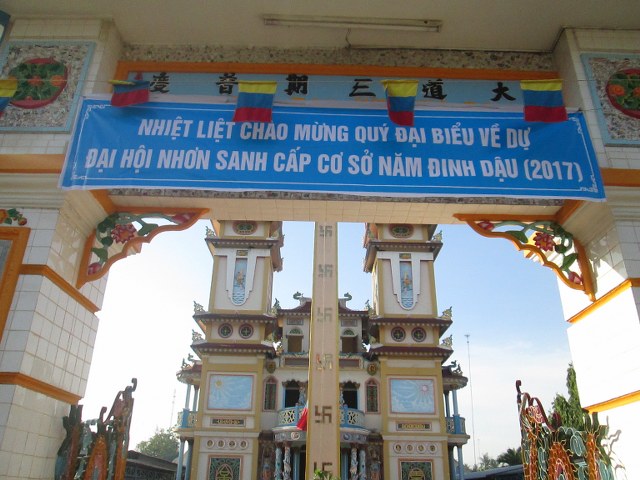 大道三期普度
NHIỆT LIỆT CHÀO MỪNG QUÝ ĐẠI BIỂU VỀ DỰ
ĐẠI HỘI NHƠN SANH CẤP CƠ SỞ NĂM ĐINH DẬU (2017)